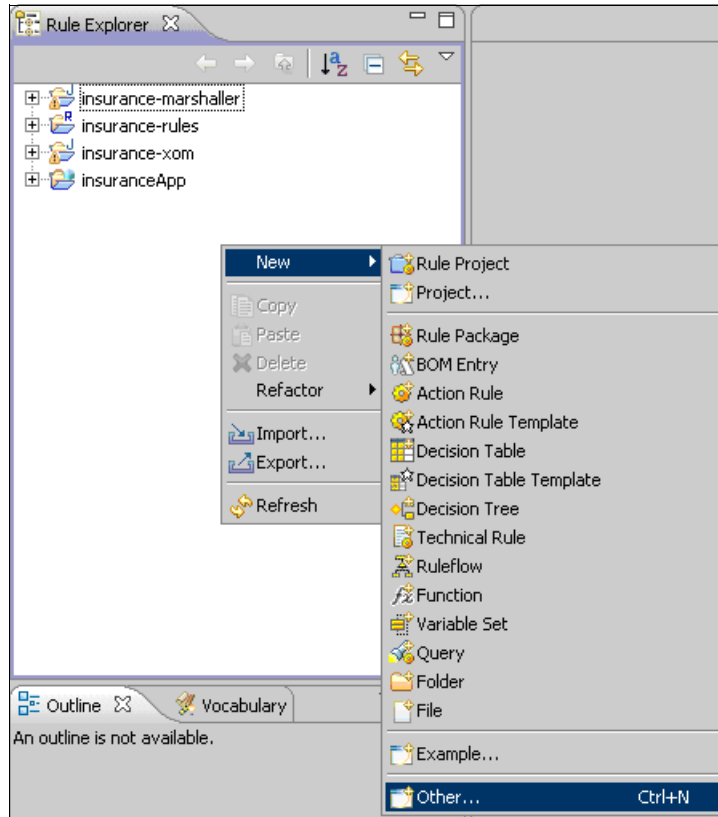 Rule Explorer
insurance-marshaller
insurance-rules
insurance-xom
insuranceApp
New
Copy
Paste
Delete
Refactor
Import...
Export...
Refresh
Rule Project
Project...
Rule Package
BOM Entry
Action Rule
Action Rule Template
Decision Table
Decision Table Template
Decision Tree
Technical Rule
Ruleflow
Function
Variable Set
Query
Folder
File
Example...
Other... Ctrl+N
Outline Vocabulary
An outline is not available.